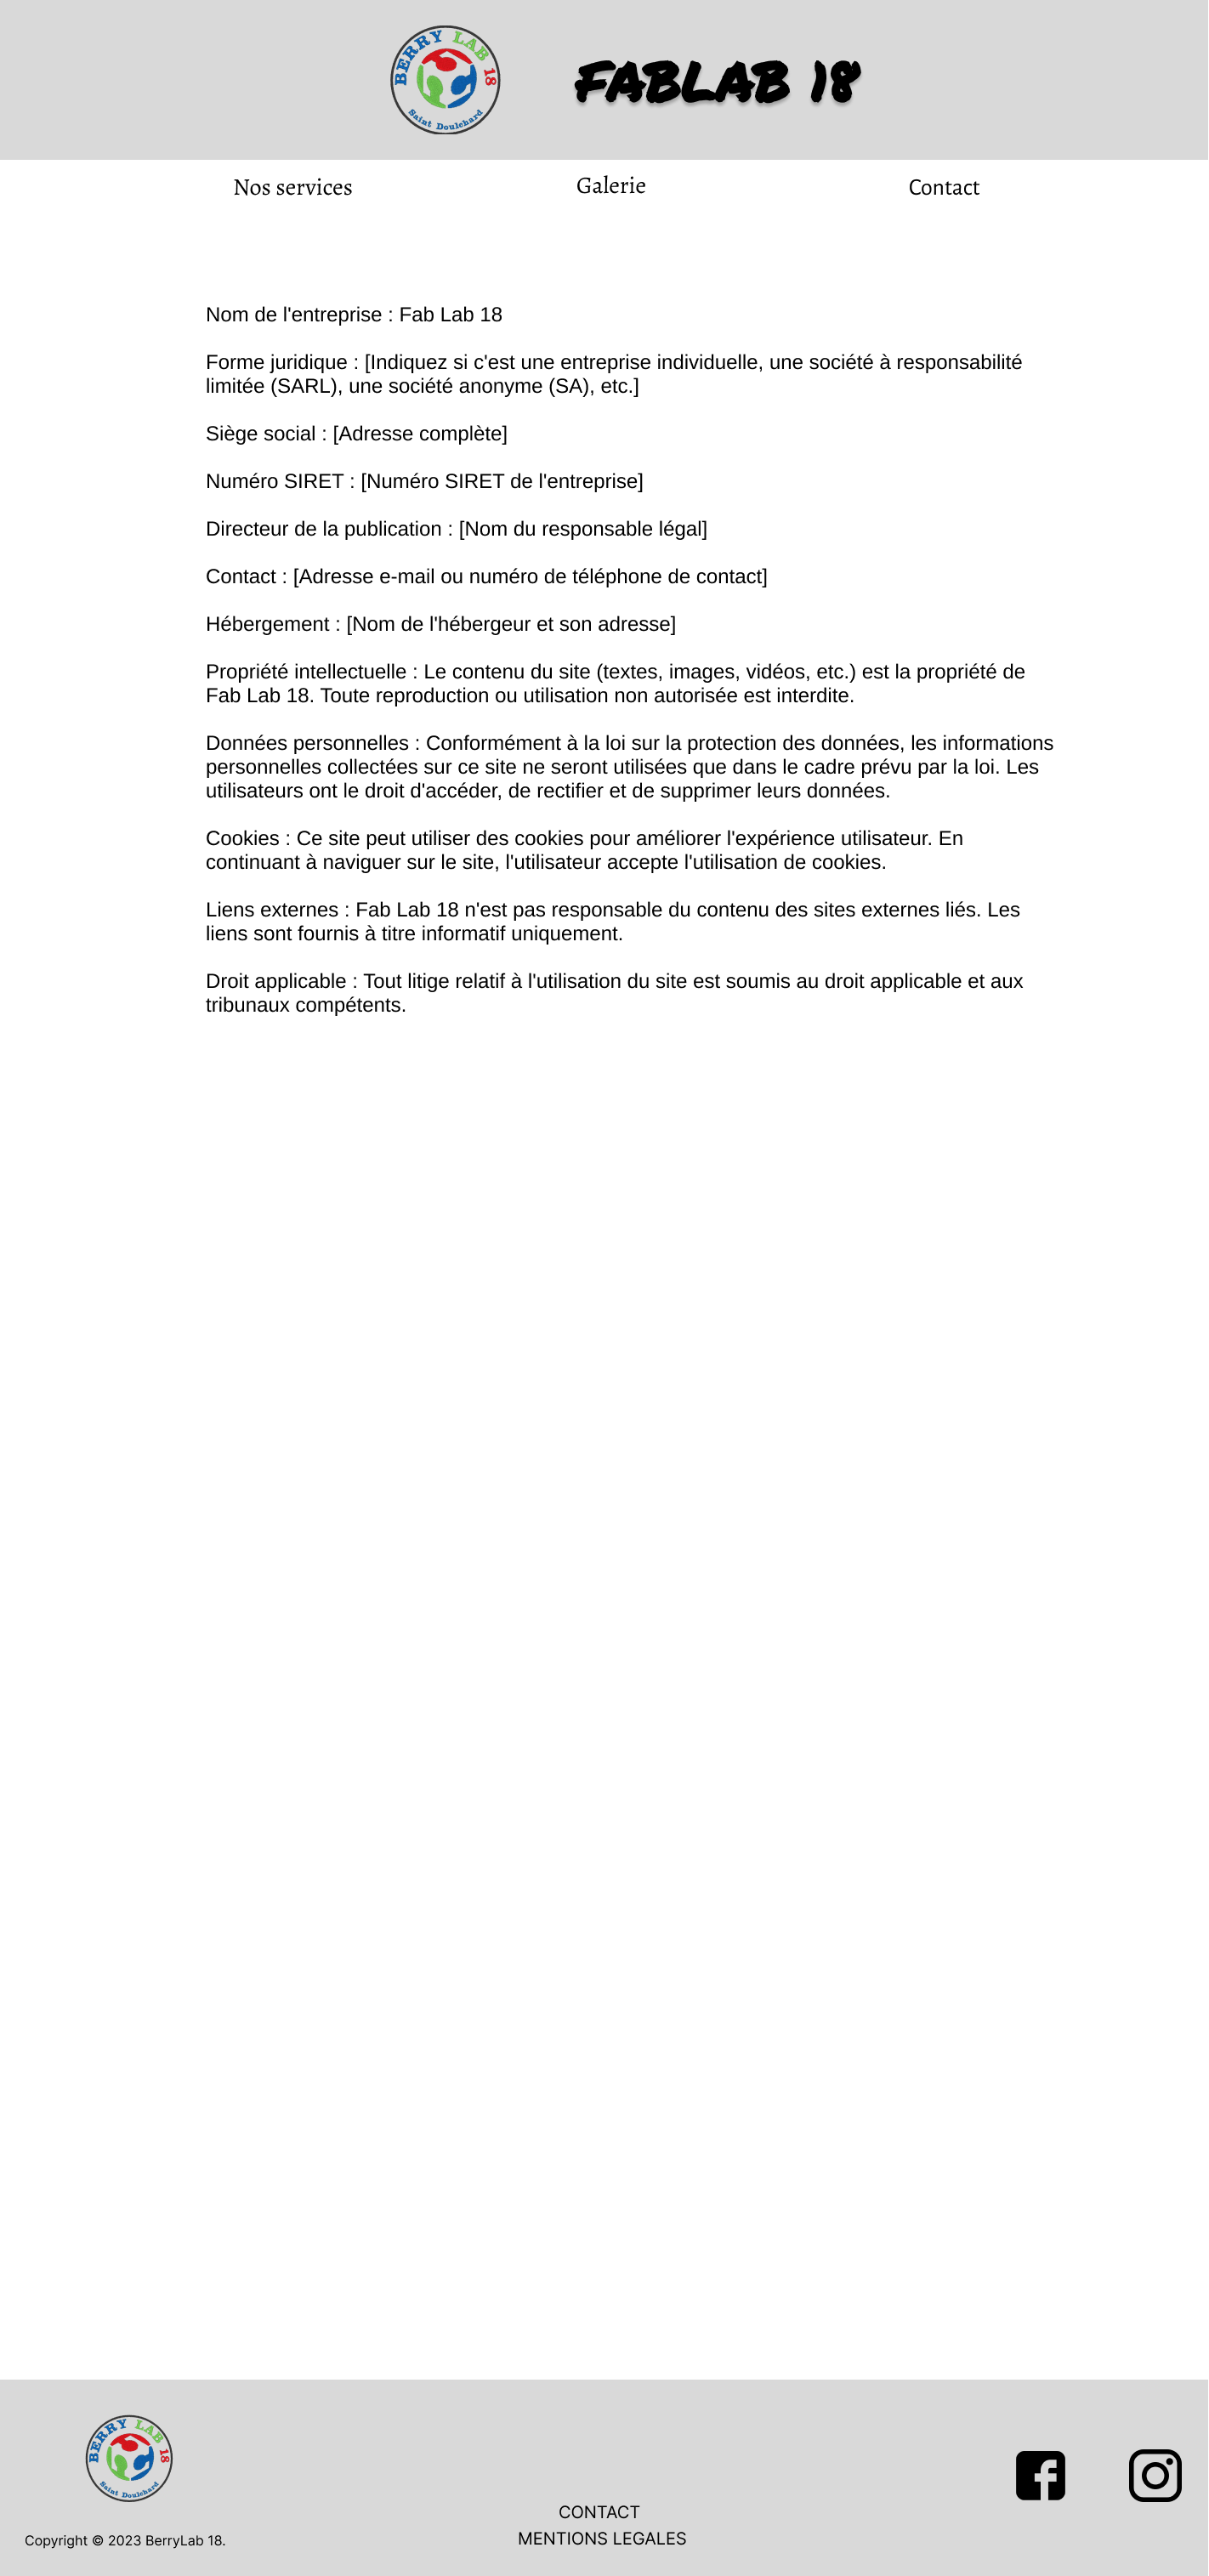 BERRY LAB 18
Saint Doulchard
FABLAB 18
Nos services
Galerie
Contact
Nom de l'entreprise : Fab Lab 18
Forme juridique : [Indiquez si c'est une entreprise individuelle, une société à responsabilité
limitée (SARL), une société anonyme (SA), etc.]
Siège social : [Adresse complète]
Numéro SIRET : [Numéro SIRET de l'entreprise]
Directeur de la publication : [Nom du responsable légal]
Contact : [Adresse e-mail ou numéro de téléphone de contact]
Hébergement : [Nom de l'hébergeur et son adresse]
Propriété intellectuelle : Le contenu du site (textes, images, vidéos, etc.) est la propriété de
Fab Lab 18. Toute reproduction ou utilisation non autorisée est interdite.
Données personnelles : Conformément à la loi sur la protection des données, les informations
personnelles collectées sur ce site ne seront utilisées que dans le cadre prévu par la loi. Les
utilisateurs ont le droit d'accéder, de rectifier et de supprimer leurs données.
Cookies : Ce site peut utiliser des cookies pour améliorer l'expérience utilisateur. En
continuant à naviguer sur le site, l'utilisateur accepte l'utilisation de cookies.
Liens externes : Fab Lab 18 n'est pas responsable du contenu des sites externes liés. Les
liens sont fournis à titre informatif uniquement.
Droit applicable : Tout litige relatif à l'utilisation du site est soumis au droit applicable et aux
tribunaux compétents.
BERRY LAB 18
Saint Doulchard
CONTACT
Copyright © 2023 BerryLab 18.
MENTIONS LEGALES